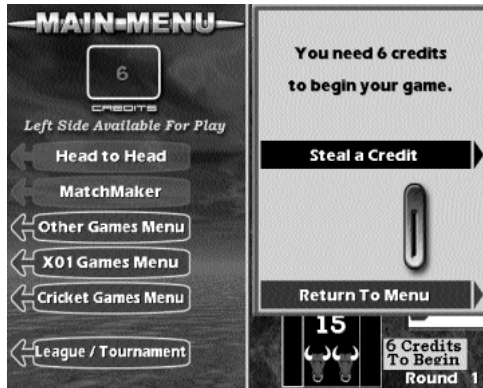 MAIN-MENU
6
CREDITS
Left Side Available For Play
Head to Head
MatchMaker
Other Games Menu
X01 Games Menu
Cricket Games Menu
League / Tournament
You need 6 credits
to begin your game.
Steal a Credit
Return To Menu
15
6 Credits
To Begin
Round 1